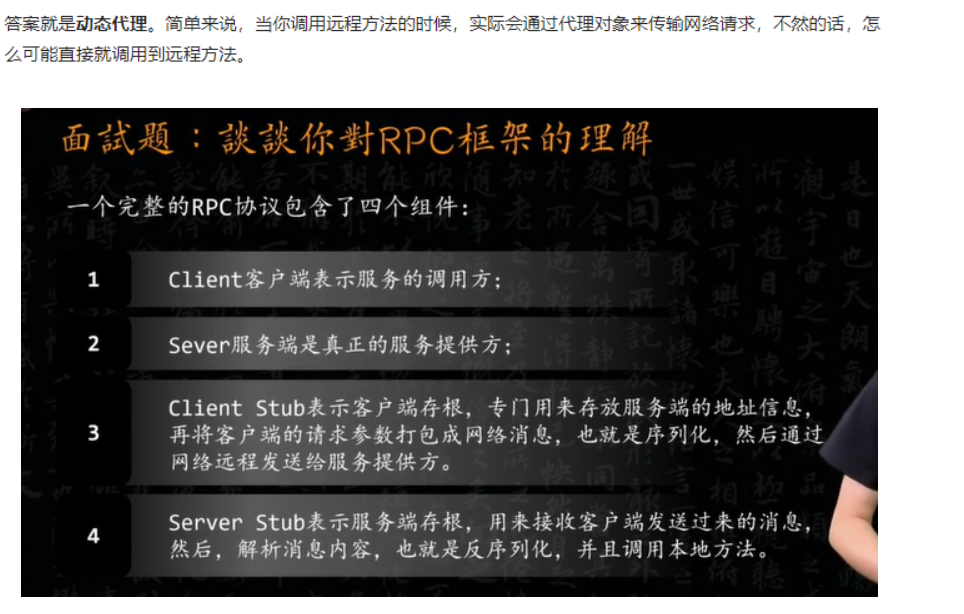 答案就是动态代理。简单来说，当你调用远程方法的时候，实际会通过代理对象来传输网络请求，不然的话，怎
么可能直接就调用到远程方法。
面試題：談談你對RPC框架的理解
一个完整的RPC协议包含了四个组件：
1 Client客户端表示服务的调用方；
2 Sever服务端是真正的服务提供方；
3 Client Stub表示客户端存根，专门用来存放服务端的地址信息，
再将客户端的请求参数打包成网络消息，也就是序列化，然后通过
网络远程发送给服务提供方。
4 Server Stub表示服务端存根，用来接收客户端发送过来的消息，
然后，解析消息内容，也就是反序列化，并且调用本地方法。